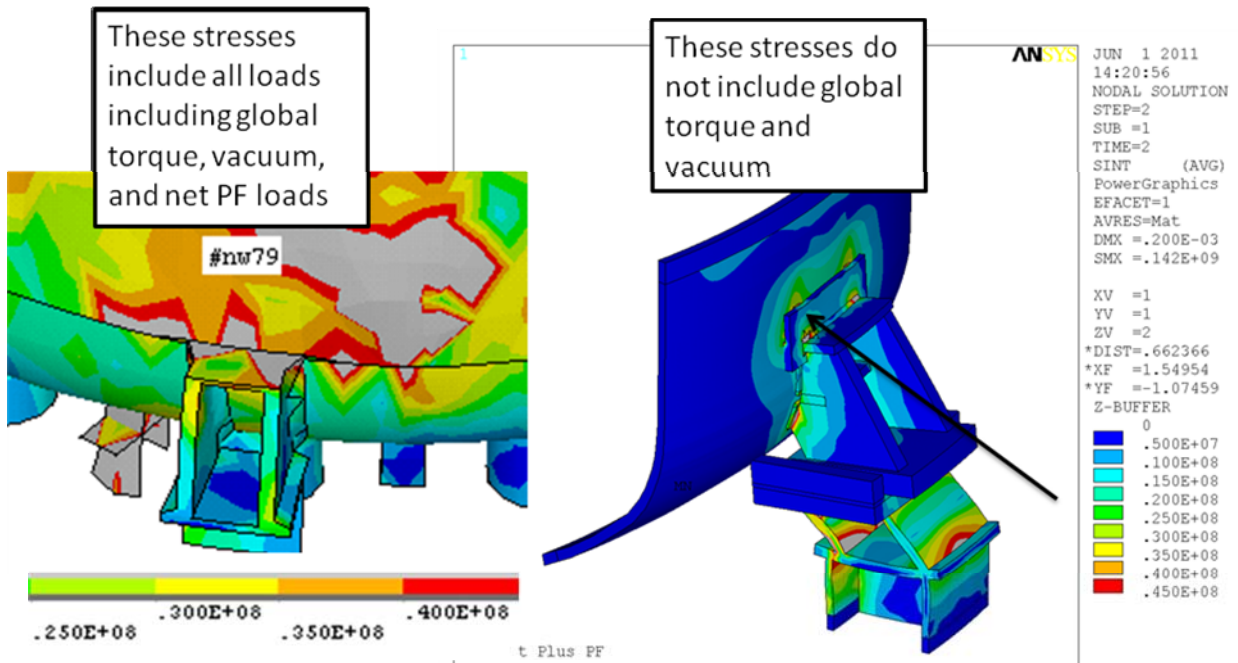 These stresses
include all loads
including global
torque, vacuum,
and net PF loads
#nw79
.250E+08
.300E+08
.350E+08
.400E+08
1
These stresses do
not include global
torque and
vacuum
ANSYS
t Plus PF
JUN 1 2011
14:20:56
NODAL SOLUTION
STEP=2
SUB =1
TIME=2
SINT (AVG)
PowerGraphics
EFACET=1
AVRES=Mat
DMX =.200E-03
SMX =.142E+09
XV =1
YV =1
ZV =2
*DIST=.662366
*XF =1.54954
*YF =-1.07459
Z-BUFFER
0
.500E+07
.100E+08
.150E+08
.200E+08
.250E+08
.300E+08
.350E+08
.400E+08
.450E+08